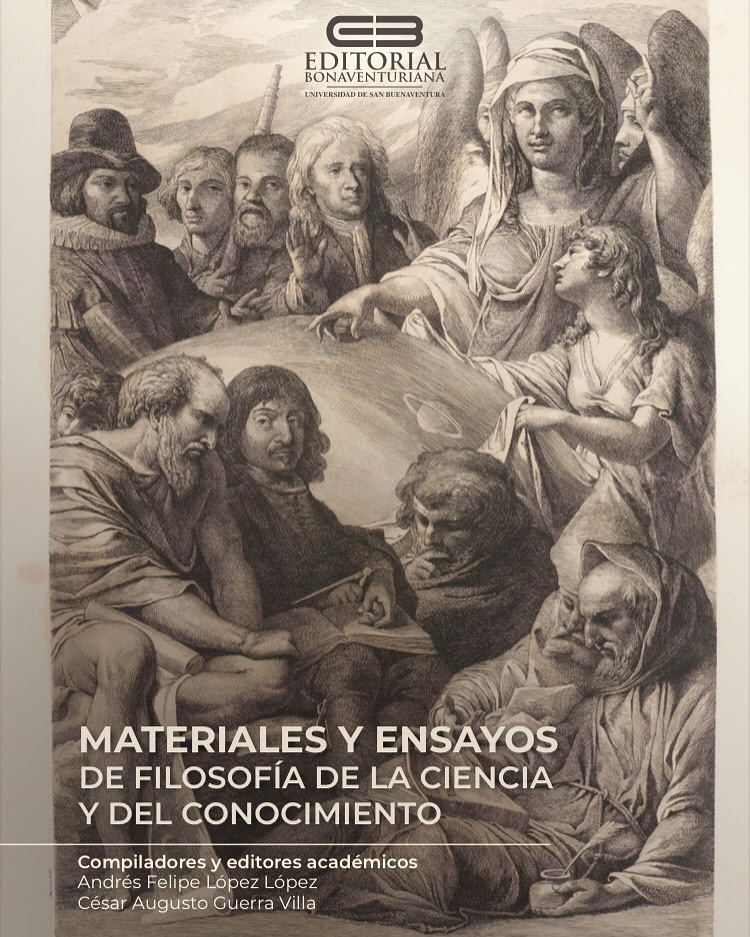 EDITORIAL
BONAVENTURIANA
UNIVERSIDAD DE SAN BUENAVENTURA
MATERIALES Y ENSAYOS
DE FILOSOFÍA DE LA CIENCIA
Y DEL CONOCIMIENTO
Compiladores y editores académicos
Andrés Felipe López López
César Augusto Guerra Villa